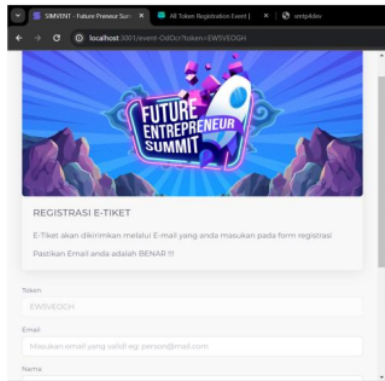 SIMVENT - Future Preneur Sum
All Token Registration Event |
smtp4dev
localhost:3001/event-OdOcr?token=EW5VEOGH
FUTURE
ENTREPRENEUR
SUMMIT
REGISTRASI E-TIKET
E-Tiket akan dikirimkan melalui E-mail yang anda masukan pada form registrasi
Pastikan Email anda adalah BENAR !!!
Token
EW5VEOGH
Email
Masukan email yang valid! eg: person@mail.com
Nama